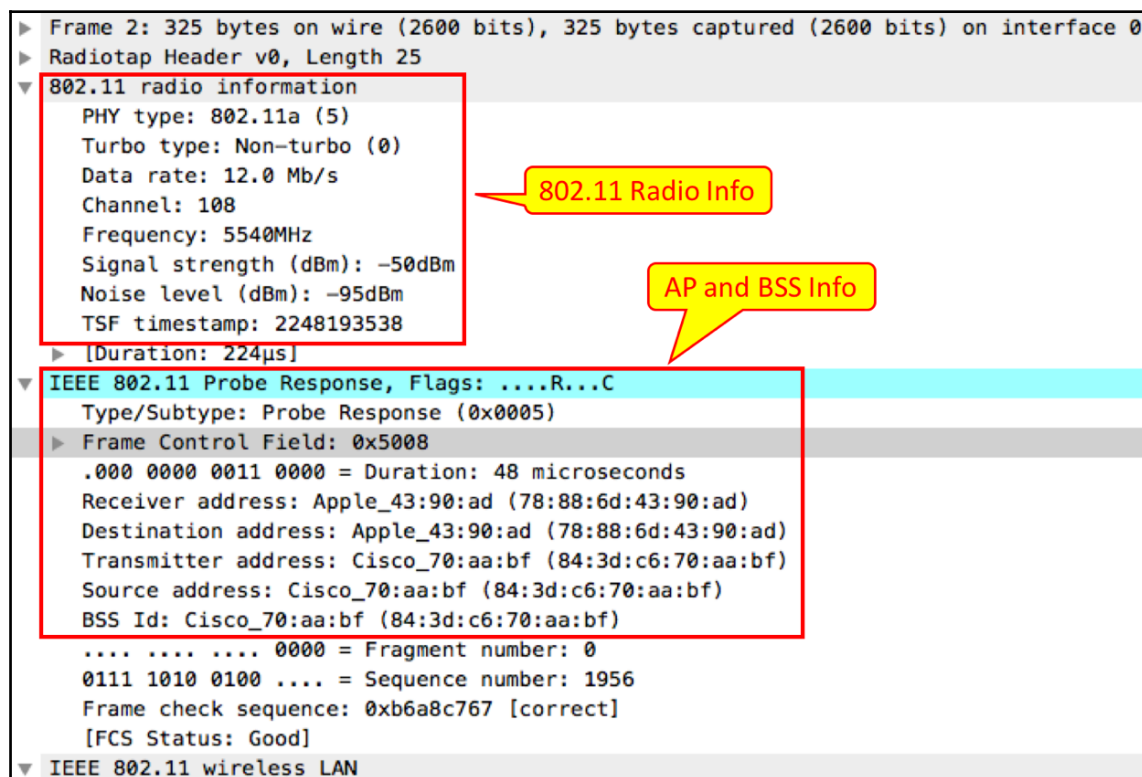 Frame 2: 325 bytes on wire (2600 bits), 325 bytes captured (2600 bits) on interface 0
Radiotap Header v0, Length 25
802.11 radio information
PHY type: 802.11a (5)
Turbo type: Non-turbo (0)
Data rate: 12.0 Mb/s
802.11 Radio Info
Channel: 108
Frequency: 5540MHz
Signal strength (dBm): -50dBm
AP and BSS Info
Noise level (dBm): -95dBm
TSF timestamp: 2248193538
[Duration: 224µs]
IEEE 802.11 Probe Response, Flags: ....R...C
Type/Subtype: Probe Response (0x0005)
Frame Control Field: 0x5008
.000 0000 0011 0000 = Duration: 48 microseconds
Receiver address: Apple_43:90:ad (78:88:6d:43:90:ad)
Destination address: Apple_43:90:ad (78:88:6d:43:90:ad)
Transmitter address: Cisco_70:aa:bf (84:3d:c6:70:aa:bf)
Source address: Cisco_70:aa:bf (84:3d:c6:70:aa:bf)
BSS Id: Cisco_70:aa:bf (84:3d:c6:70:aa:bf)
.... .... .... 0000 = Fragment number: 0
0111 1010 0100 .... = Sequence number: 1956
Frame check sequence: 0xb6a8c767 [correct]
[FCS Status: Good]
IEEE 802.11 wireless LAN